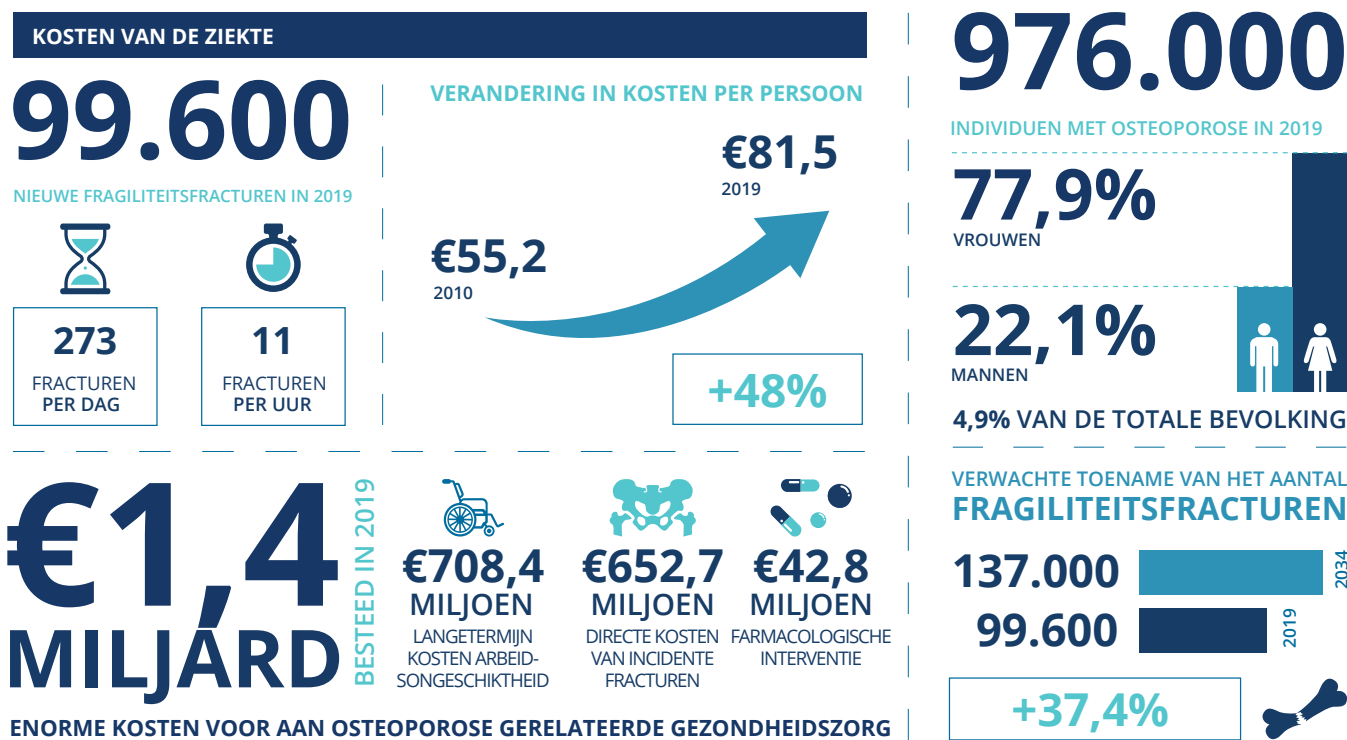 KOSTEN VAN DE ZIEKTE
99.600
NIEUWE FRAGILITEITSFRACTUREN IN 2019
273
FRACTUREN
PER DAG
11
FRACTUREN
PER UUR
VERANDERING IN KOSTEN PER PERSOON
€81,5
2019
€55,2
2010
+48%
€1,4
MILJARD
BESTEED IN 2019
€708,4
MILJOEN
LANGETERMIJN
KOSTEN ARBEID-
SONGESCHIKTHEID
€652,7
MILJOEN
DIRECTE KOSTEN
VAN INCIDENTE
FRACTUREN
€42,8
MILJOEN
FARMACOLOGISCHE
INTERVENTIE
ENORME KOSTEN VOOR AAN OSTEOPOROSE GERELATEERDE GEZONDHEIDSZORG
976.000
INDIVIDUEN MET OSTEOPOROSE IN 2019
77,9%
VROUWEN
22,1%
MANNEN
4,9% VAN DE TOTALE BEVOLKING
VERWACHTE TOENAME VAN HET AANTAL
FRAGILITEITSFRACTUREN
137.000
2034
99.600
2019
+37,4%